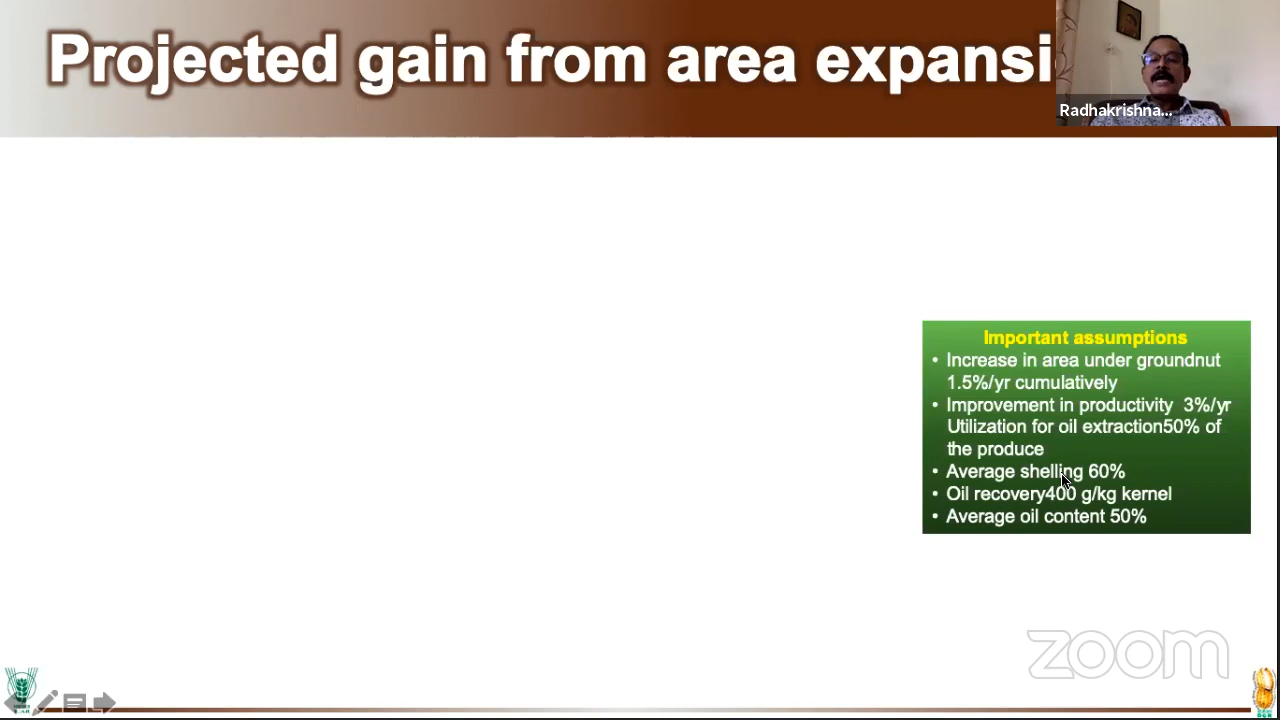 Projected gain from area expansi
Radhakrishna...
Important assumptions
• Increase in area under groundnut
1.5%/yr cumulatively
• Improvement in productivity 3%/yr
Utilization for oil extraction50% of
the produce
• Average shelling 60%
• Oil recovery400 g/kg kernel
• Average oil content 50%
zoom